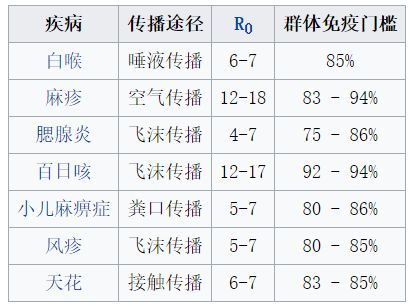 疾病 传播途径 R0 群体免疫门槛
白喉 唾液传播 6-7 85%
麻疹 空气传播 12-18 83 - 94%
腮腺炎 飞沫传播 4-7 75 - 86%
百日咳 飞沫传播 12-17 92 - 94%
小儿麻痹症 粪口传播 5-7 80 - 86%
风疹 飞沫传播 5-7 80 - 85%
天花 接触传播 6-7 83 - 85%